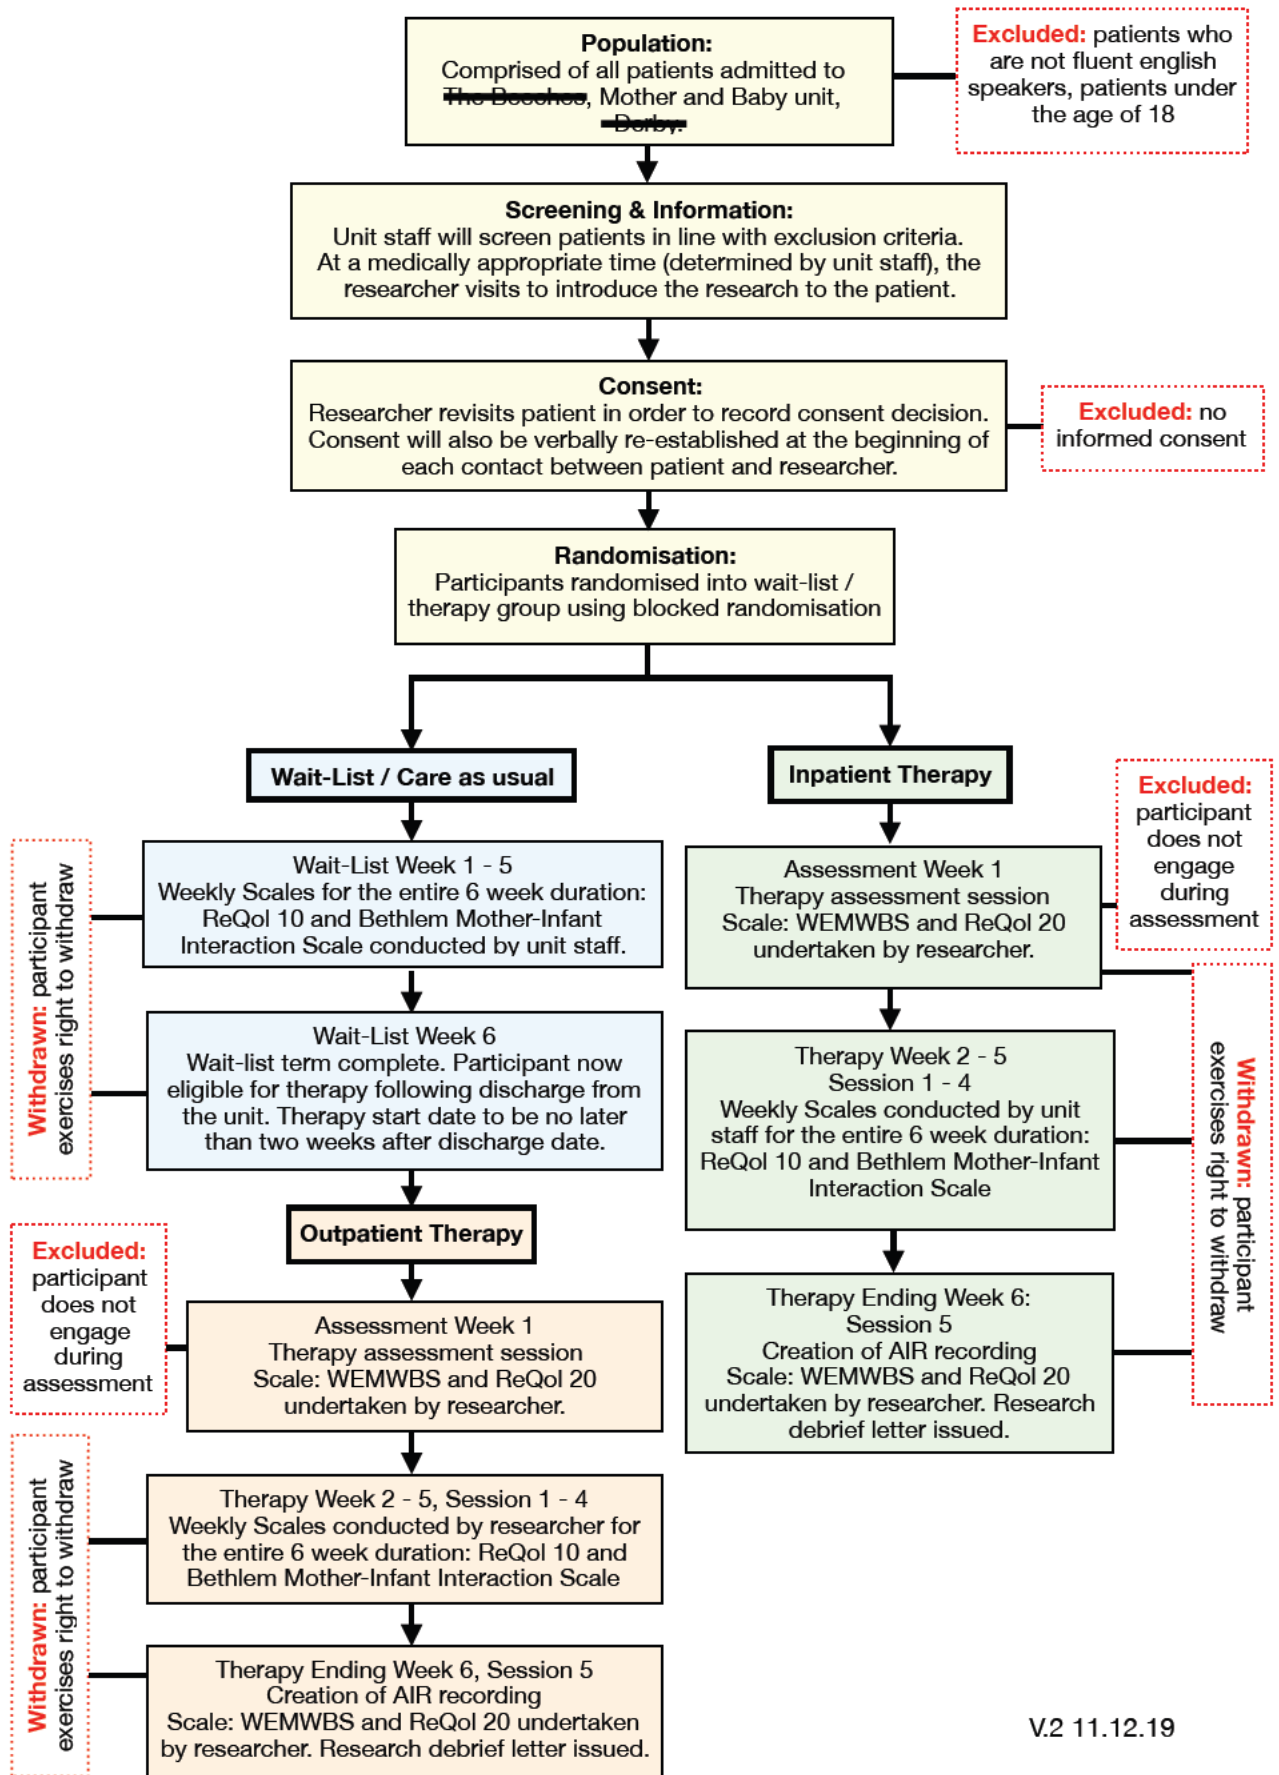 Population:
Comprised of all patients admitted to
, Mother and Baby unit,
Excluded: patients who
are not fluent english
speakers, patients under
the age of 18
Screening & Information:
Unit staff will screen patients in line with exclusion criteria.
At a medically appropriate time (determined by unit staff), the
researcher visits to introduce the research to the patient.
Consent:
Researcher revisits patient in order to record consent decision.
Consent will also be verbally re-established at the beginning of
each contact between patient and researcher.
Excluded: no
informed consent
Randomisation:
Participants randomised into wait-list /
therapy group using blocked randomisation
Wait-List / Care as usual
Wait-List Week 1 - 5
Weekly Scales for the entire 6 week duration:
ReQol 10 and Bethlem Mother-Infant
Interaction Scale conducted by unit staff.
Wait-List Week 6
Wait-list term complete. Participant now
eligible for therapy following discharge from
the unit. Therapy start date to be no later
than two weeks after discharge date.
Withdrawn: participant
exercises right to withdraw
Outpatient Therapy
Excluded:
participant
does not
engage
during
assessment
Assessment Week 1
Therapy assessment session
Scale: WEMWBS and ReQol 20
undertaken by researcher.
Therapy Week 2 - 5, Session 1 - 4
Weekly Scales conducted by researcher for
the entire 6 week duration: ReQol 10 and
Bethlem Mother-Infant Interaction Scale
Therapy Ending Week 6, Session 5
Creation of AIR recording
Scale: WEMWBS and ReQol 20 undertaken
by researcher. Research debrief letter issued.
Withdrawn: participant
exercises right to withdraw
Inpatient Therapy
Excluded:
participant
does not
engage
during
assessment
Assessment Week 1
Therapy assessment session
Scale: WEMWBS and ReQol 20
undertaken by researcher.
Therapy Week 2 - 5
Session 1 - 4
Weekly Scales conducted by unit
staff for the entire 6 week duration:
ReQol 10 and Bethlem Mother-Infant
Interaction Scale
Therapy Ending Week 6:
Session 5
Creation of AIR recording
Scale: WEMWBS and ReQol 20
undertaken by researcher. Research
debrief letter issued.
Withdrawn: participant
exercises right to withdraw
V.2 11.12.19